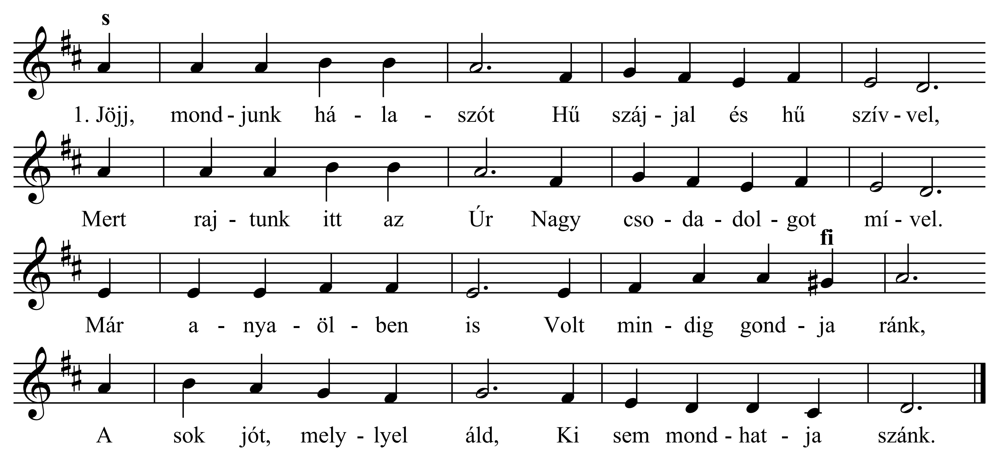 s
1. Jöjj, mond - junk há - la - szót Hű száj - jal és hű szív - vel,
Mert raj - tunk itt az Úr Nagy cso - da - dol - got mí - vel.
fi
Már a - nya - öl - ben is Volt min - dig gond - ja ránk,
A sok jót, mely - lyel áld, Ki sem mond - hat - ja szánk.